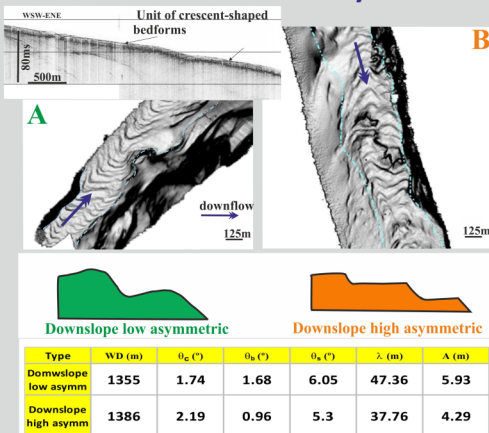 WSW-ENE
Unit of crescent-shaped
bedforms
80ms
500m
B
A
downflow
125m
125m
Downslope low asymmetric
Downslope high asymmetric
Type WD (m) θc (°) θb (°) θs (°) λ (m) A (m)
Domwslope
low asymm 1355 1.74 1.68 6.05 47.36 5.93
Downslope
high asymm 1386 2.19 0.96 5.3 37.76 4.29